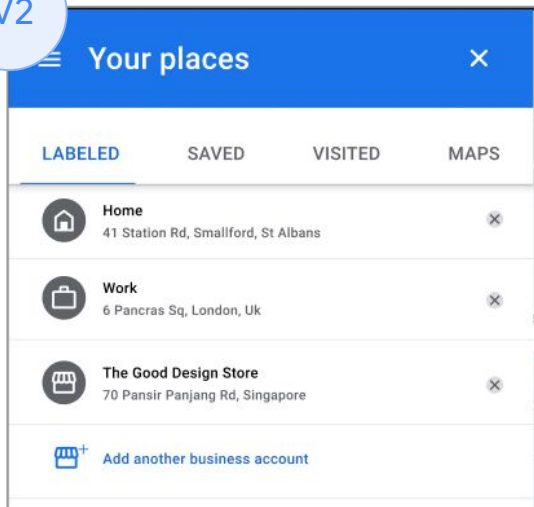 V2
Your places
LABELED SAVED VISITED MAPS
Home
41 Station Rd, Smallford, St Albans
Work
6 Pancras Sq, London, Uk
The Good Design Store
70 Pansir Panjang Rd, Singapore
Add another business account